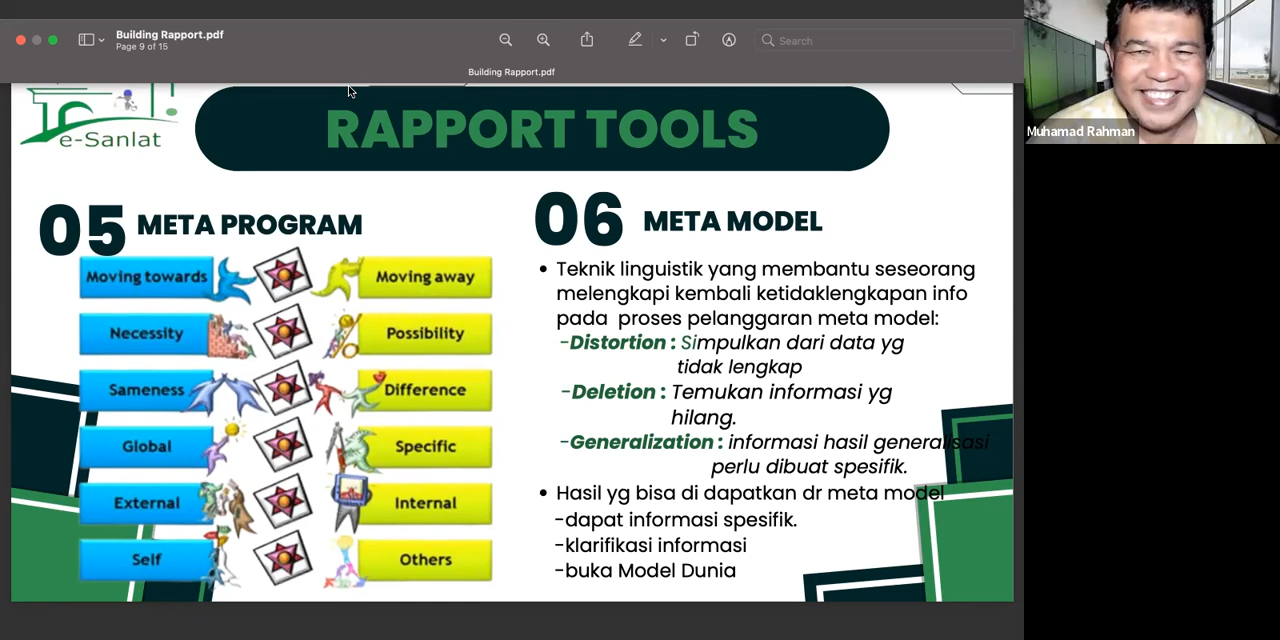 Building Rapport.pdf
Page 9 of 15
Search
Building Rapport.pdf
Muhamad Rahman
e-Sanlat
RAPPORT TOOLS
05 META PROGRAM
Moving towards
Moving away
Necessity
Possibility
Sameness
Difference
Global
Specific
External
Internal
Self
Others
06 META MODEL
• Teknik linguistik yang membantu seseorang
melengkapi kembali ketidaklengkapan info
pada proses pelanggaran meta model:
-Distortion : Simpulkan dari data yg
tidak lengkap
-Deletion : Temukan informasi yg
hilang.
-Generalization : informasi hasil generalisasi
perlu dibuat spesifik.
• Hasil yg bisa di dapatkan dr meta model
-dapat informasi spesifik.
-klarifikasi informasi
-buka Model Dunia